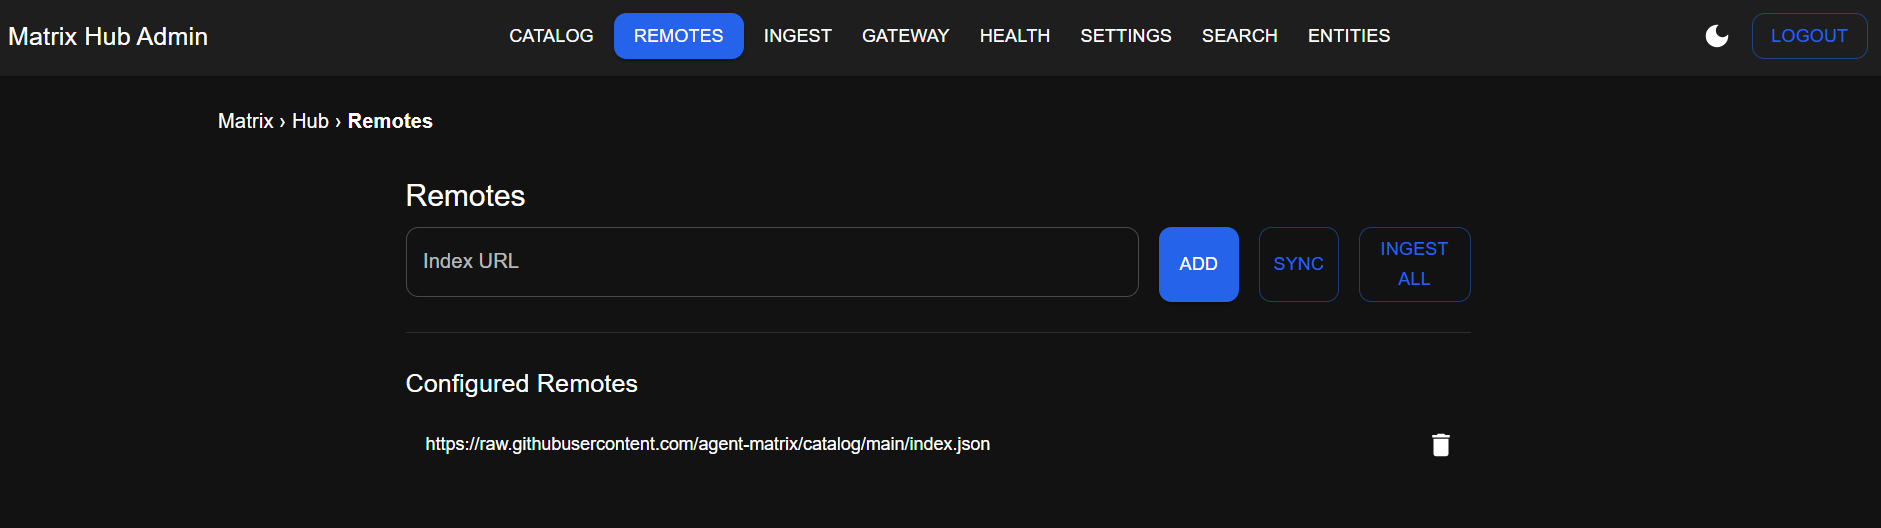 Matrix Hub Admin
CATALOG REMOTES INGEST GATEWAY HEALTH SETTINGS SEARCH ENTITIES LOGOUT
Matrix › Hub › Remotes
Remotes
Index URL
ADD
SYNC
INGEST
ALL
Configured Remotes
https://raw.githubusercontent.com/agent-matrix/catalog/main/index.json